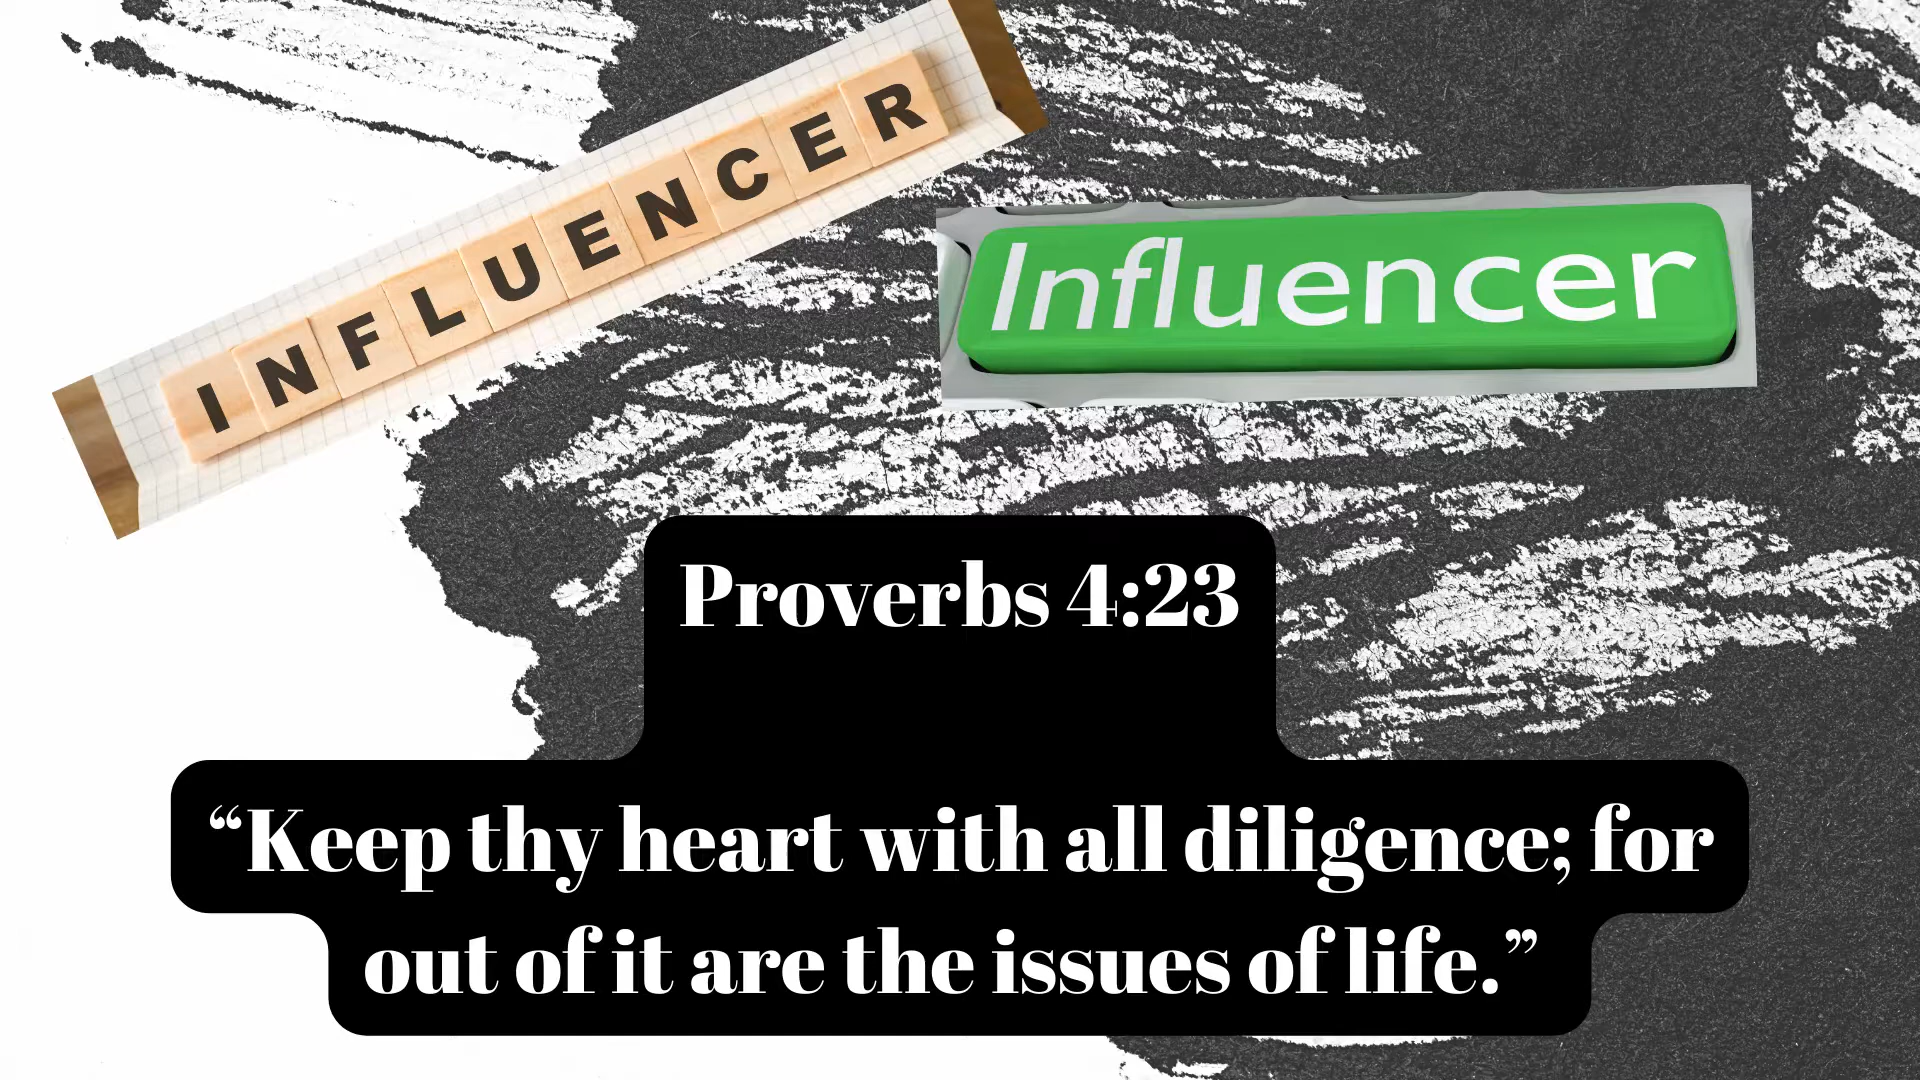 INFLUENCER
Influencer
Proverbs 4:23
“Keep thy heart with all diligence; for
out of it are the issues of life.”